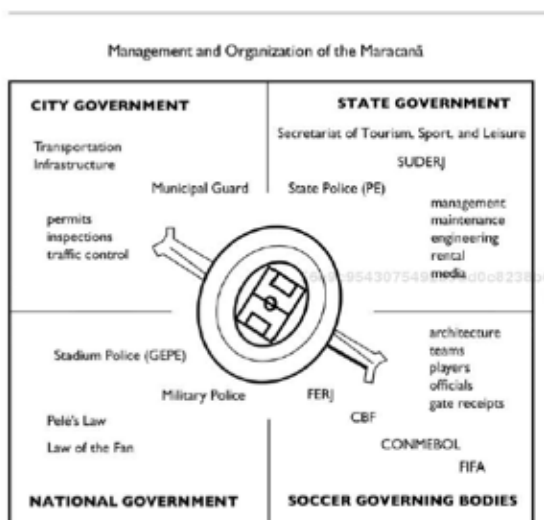 Management and Organization of the Maracanã
CITY GOVERNMENT
Transportation
Infrastructure
Municipal Guard
permits
inspections
traffic control
STATE GOVERNMENT
Secretariat of Tourism, Sport, and Leisure
SUDERJ
State Police (PE)
management
maintenance
engineering
rental
media
Stadium Police (GEPE)
Military Police
Pelé's Law
Law of the Fan
NATIONAL GOVERNMENT
architecture
teams
players
officials
gate receipts
FERJ
CBF
CONMEBOL
FIFA
SOCCER GOVERNING BODIES